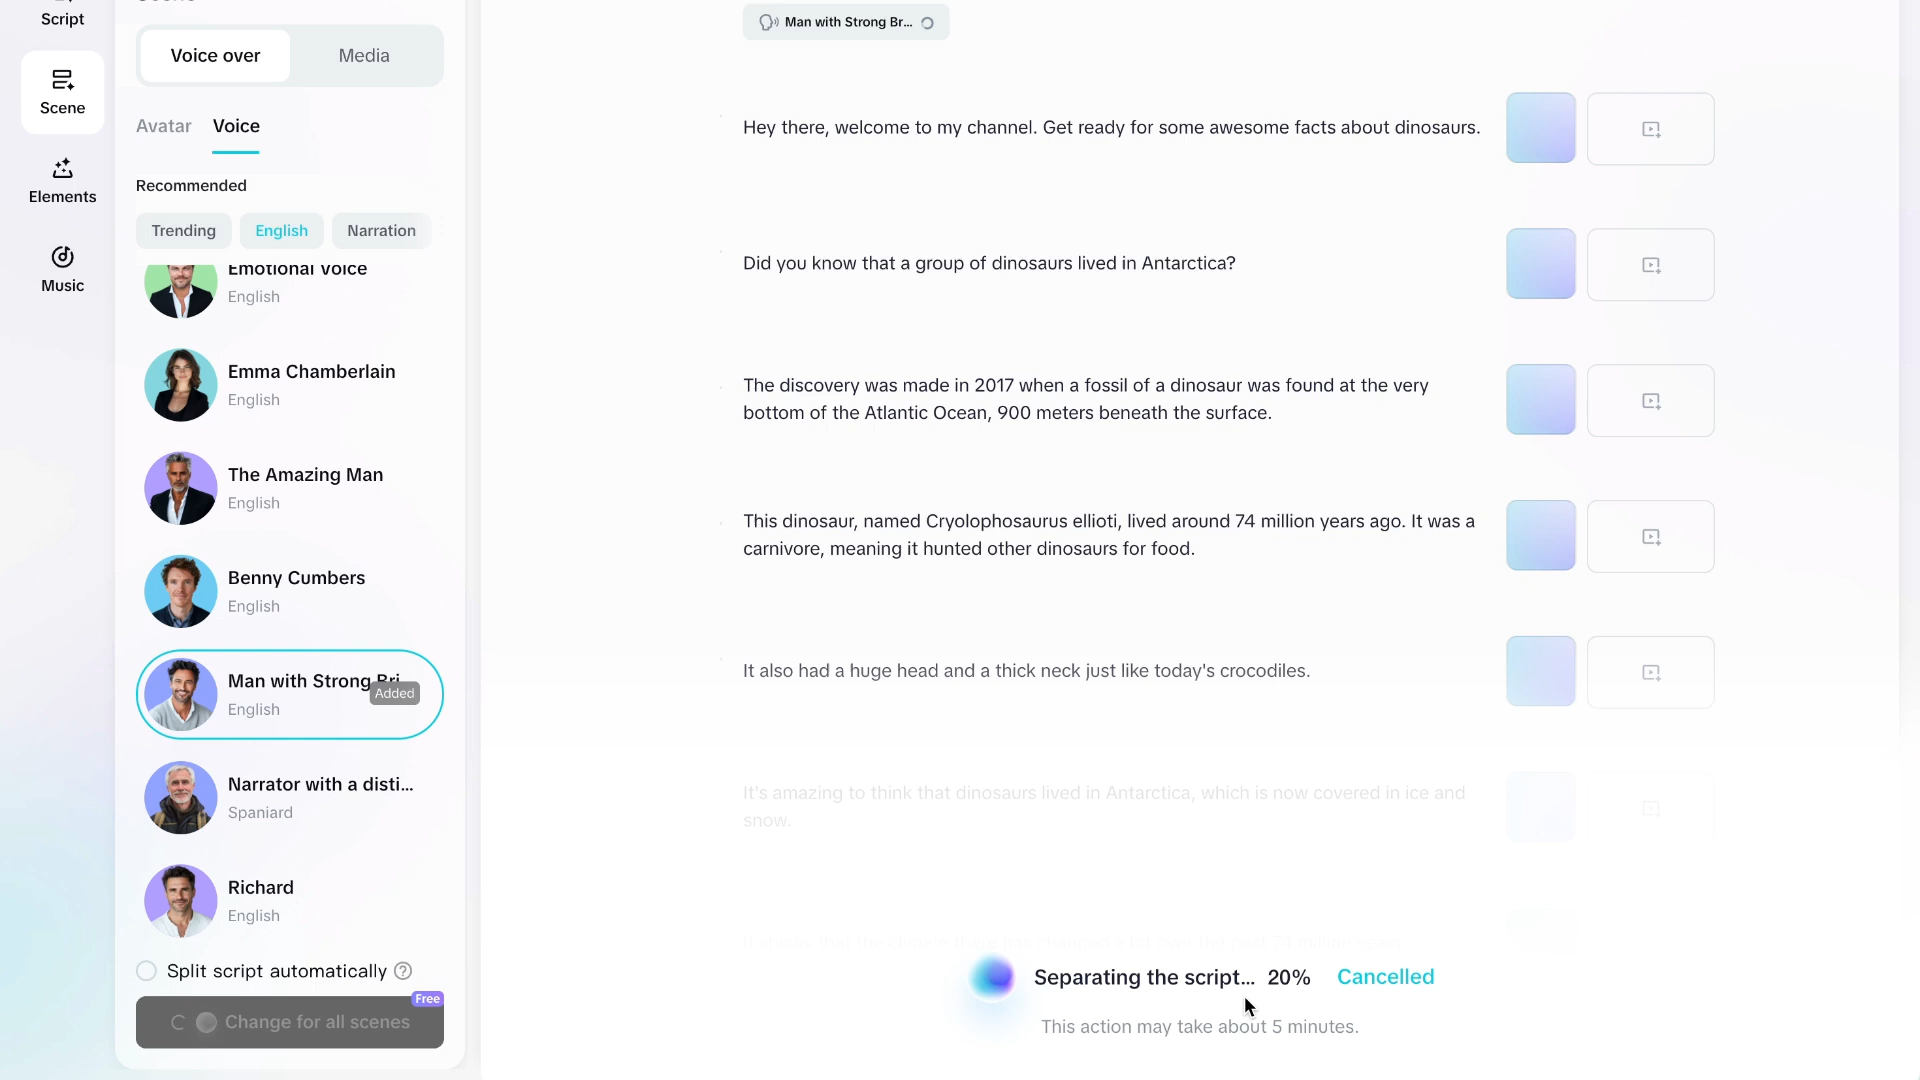 Script
Scene
Elements
Music
Voice over
Media
Avatar
Voice
Recommended
Trending
English
Narration
Emotional Voice
English
Emma Chamberlain
English
The Amazing Man
English
Benny Cumbers
English
Man with Strong Bri
Added
English
Narrator with a disti...
Spaniard
Richard
English
Split script automatically ?
Free
Change for all scenes
Man with Strong Br...
Hey there, welcome to my channel. Get ready for some awesome facts about dinosaurs.
Did you know that a group of dinosaurs lived in Antarctica?
The discovery was made in 2017 when a fossil of a dinosaur was found at the very
bottom of the Atlantic Ocean, 900 meters beneath the surface.
This dinosaur, named Cryolophosaurus ellioti, lived around 74 million years ago. It was a
carnivore, meaning it hunted other dinosaurs for food.
It also had a huge head and a thick neck just like today's crocodiles.
It's amazing to think that dinosaurs lived in Antarctica, which is now covered in ice and
snow.
Separating the script... 20% Cancelled
This action may take about 5 minutes.